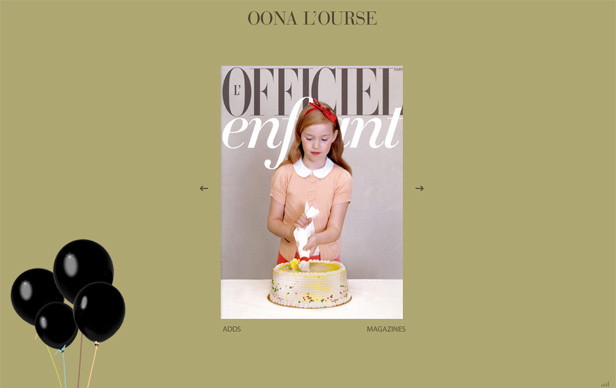 OONA L'OURSE
L'OFFICIEL
enfant
ADDS
MAGAZINES